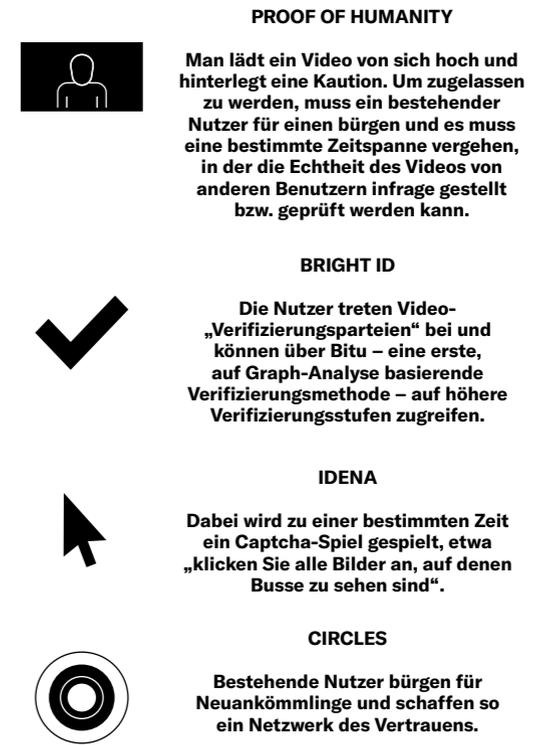 PROOF OF HUMANITY
Man lädt ein Video von sich hoch und
hinterlegt eine Kaution. Um zugelassen
zu werden, muss ein bestehender
Nutzer für einen bürgen und es muss
eine bestimmte Zeitspanne vergehen,
in der die Echtheit des Videos von
anderen Benutzern infrage gestellt
bzw. geprüft werden kann.
BRIGHT ID
Die Nutzer treten Video-
„Verifizierungsparteien“ bei und
können über Bitu – eine erste,
auf Graph-Analyse basierende
Verifizierungsmethode – auf höhere
Verifizierungsstufen zugreifen.
IDENA
Dabei wird zu einer bestimmten Zeit
ein Captcha-Spiel gespielt, etwa
„klicken Sie alle Bilder an, auf denen
Busse zu sehen sind“.
CIRCLES
Bestehende Nutzer bürgen für
Neuankömmlinge und schaffen so
ein Netzwerk des Vertrauens.